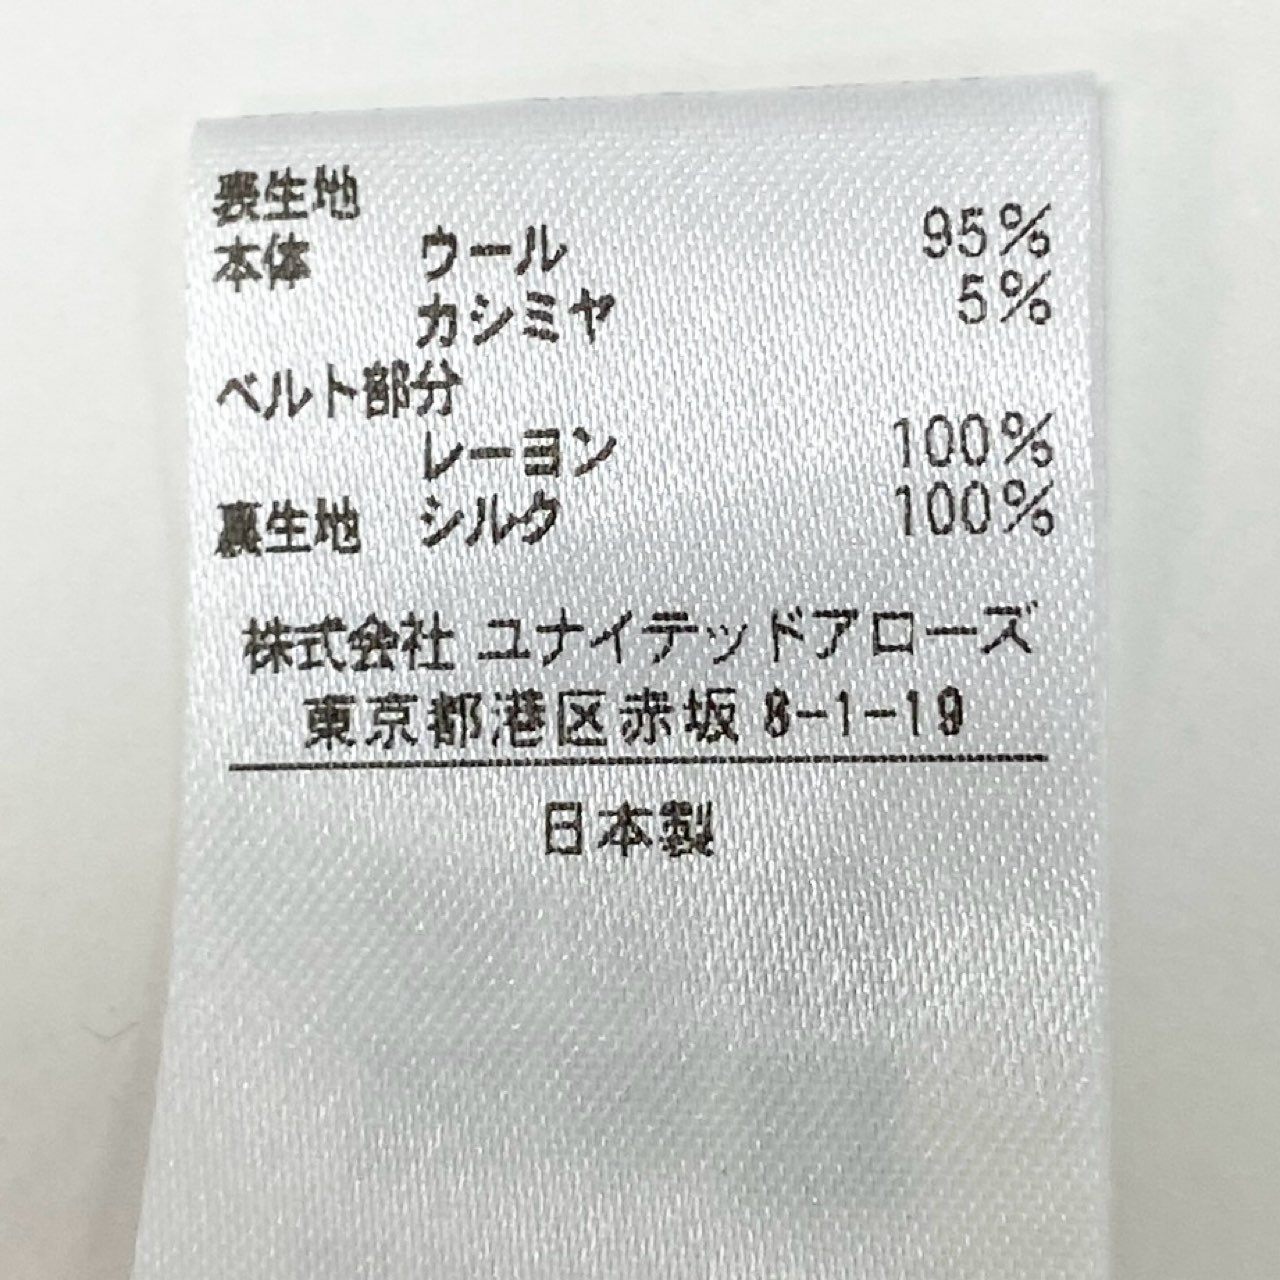 表生地
本体 ウール 95%
カシミヤ 5%
ベルト部分
レーヨン 100%
裏生地 シルク 100%
株式会社 ユナイテッドアローズ
東京都港区赤坂 8-1-19
日本製